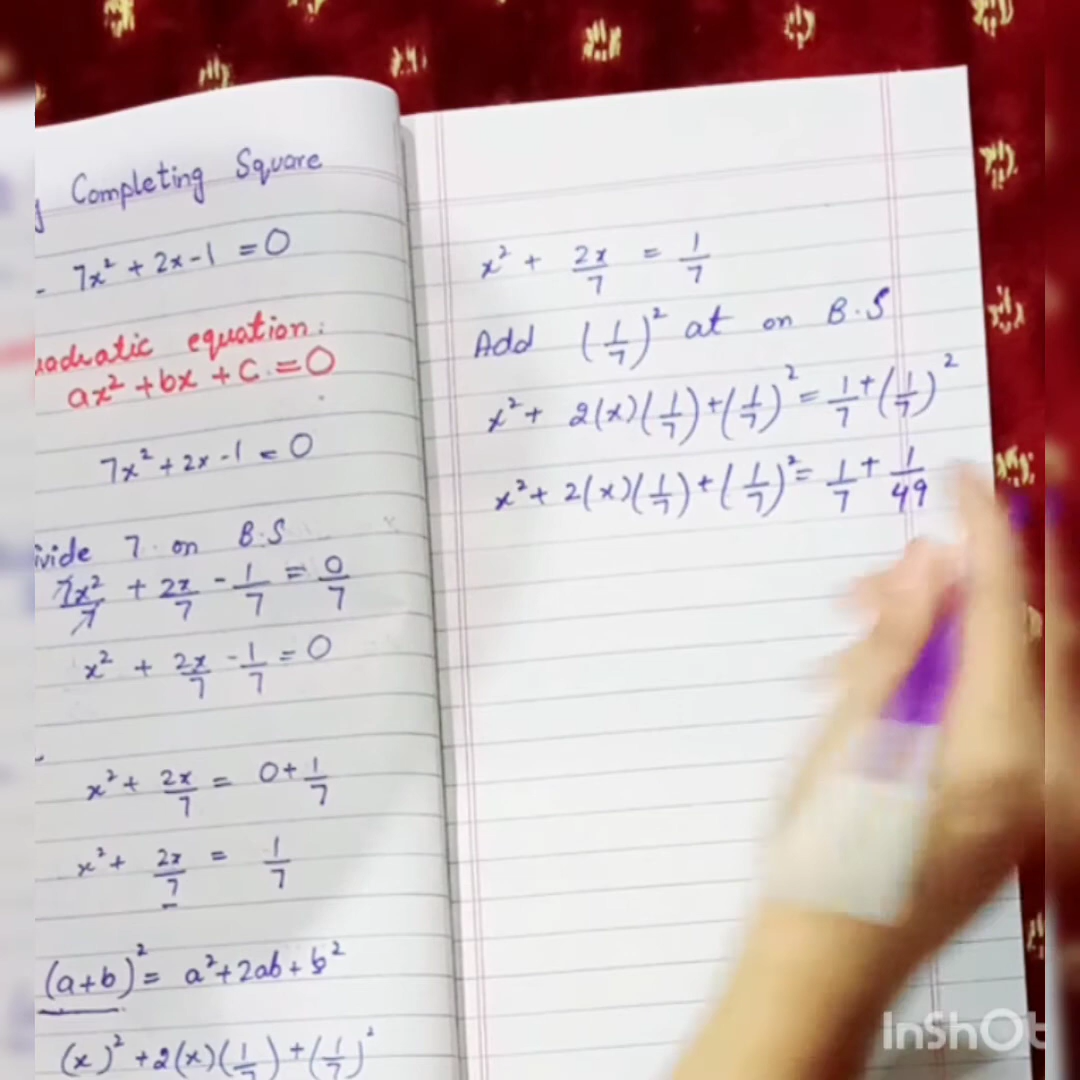 Completing Square
7x² + 2x - 1 = 0
equation:
ax² + bx + c = 0
7x² + 2x - 1 = 0
7 on B.S
7x²/7 + 2x/7 - 1/7 = 0/7
x² + 2x/7 - 1/7 = 0
x² + 2x/7 = 0 + 1/7
x² + 2x/7 = 1/7
(a+b)² = a² + 2ab + b²
(x)² + 2(x)(1/7) + (1/7)²
x² + 2x/7 = 1/7
Add (1/7)² at on B.S
x² + 2(x)(1/7) + (1/7)² = 1/7 + (1/7)²
x² + 2(x)(1/7) + (1/7)² = 1/7 + 1/49
InShOt